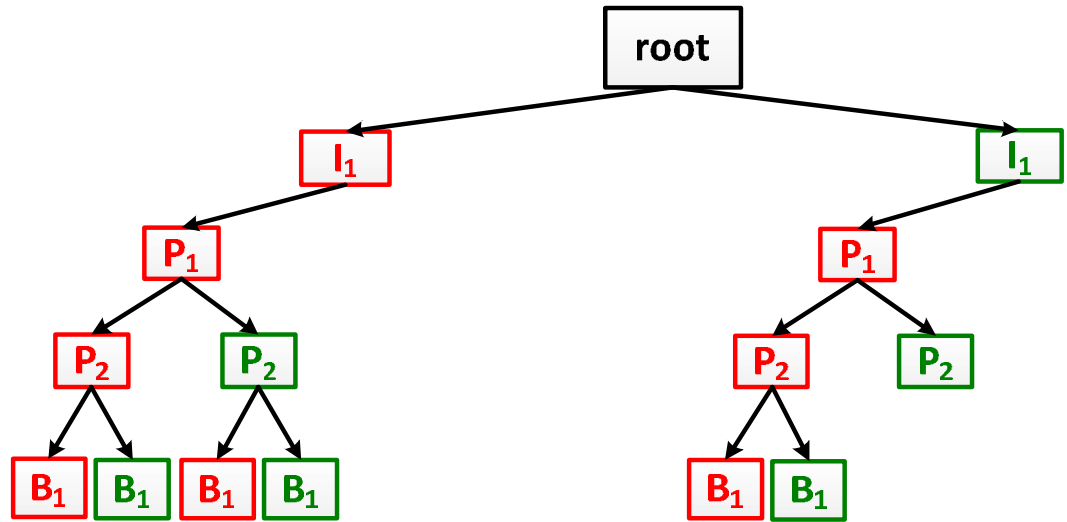 root
I₁ I₁
P₁ P₁
P₂ P₂ P₂ P₂
B₁ B₁ B₁ B₁ B₁ B₁